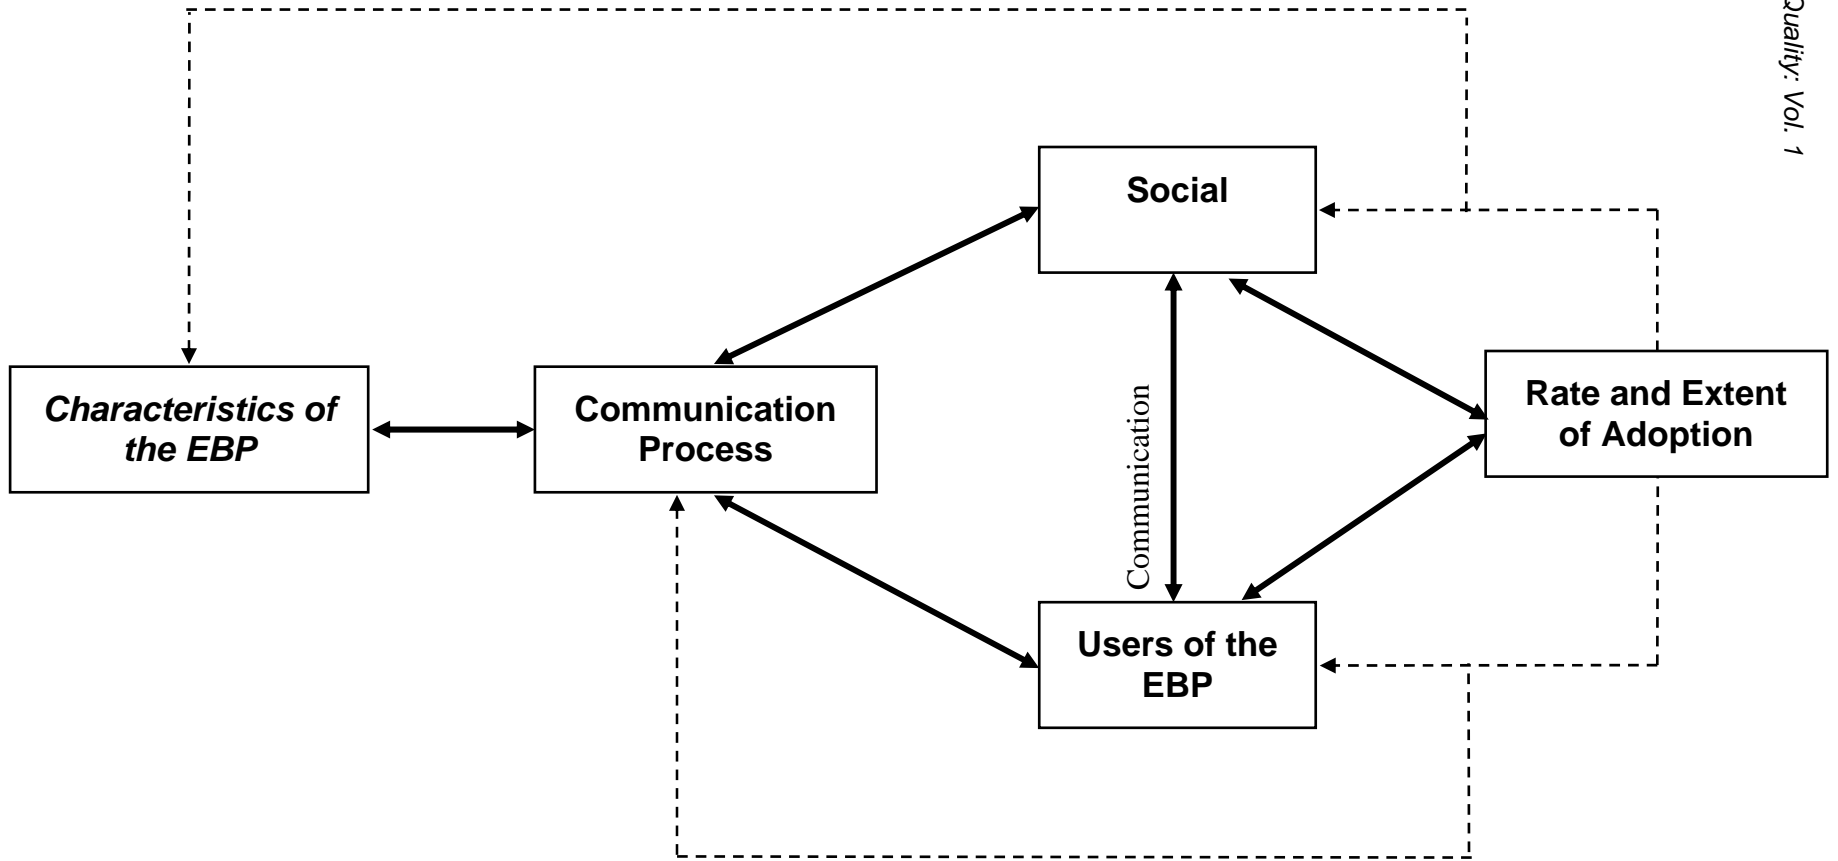 Quality: Vol. 1
Social
Characteristics of
the EBP
Communication
Process
Communication
Rate and Extent
of Adoption
Users of the
EBP